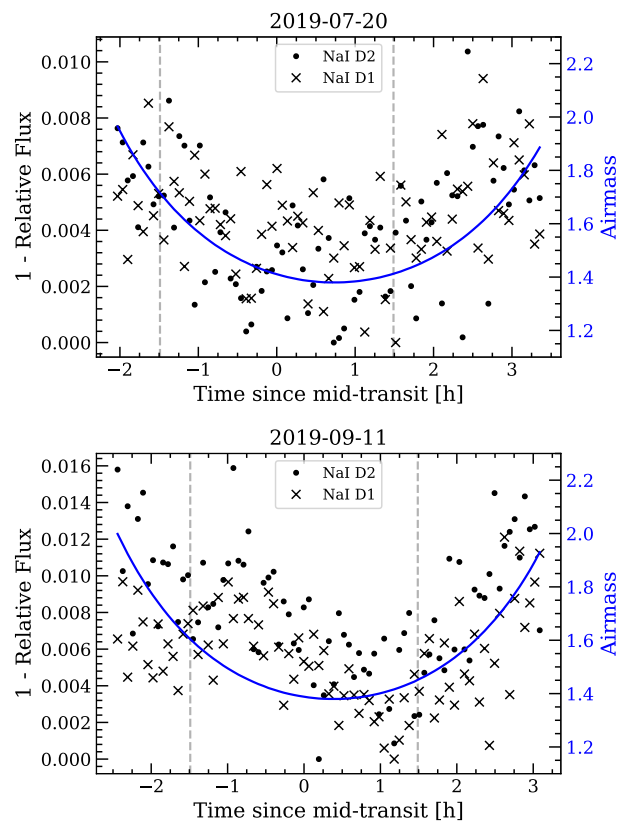 2019-07-20
NaI D2
NaI D1
1 - Relative Flux
0.010
0.008
0.006
0.004
0.002
0.000
2.2
2.0
1.8
1.6
1.4
1.2
Airmass
−2 −1 0 1 2 3
Time since mid-transit [h]
2019-09-11
NaI D2
NaI D1
1 - Relative Flux
0.016
0.014
0.012
0.010
0.008
0.006
0.004
0.002
0.000
2.2
2.0
1.8
1.6
1.4
1.2
Airmass
−2 −1 0 1 2 3
Time since mid-transit [h]